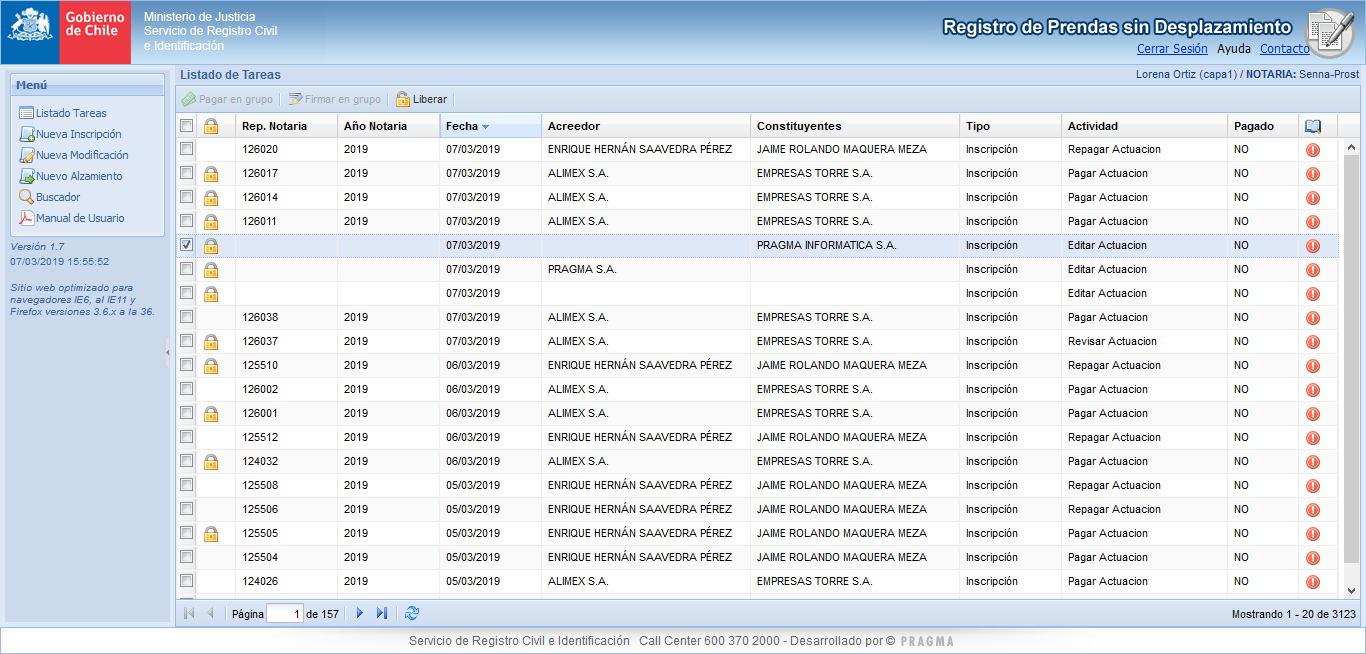 Gobierno
de Chile
Ministerio de Justicia
Servicio de Registro Civil
e Identificación
Registro de Prendas sin Desplazamiento
Cerrar Sesión Ayuda Contacto
Menú
Listado Tareas
Nueva Inscripción
Nueva Modificación
Nuevo Alzamiento
Buscador
Manual de Usuario
Versión 1.7
07/03/2019 15:55:52
Sitio web optimizado para
navegadores IE6, al IE11 y
Firefox versiones 3.6.x a la 36.
Listado de Tareas
Lorena Ortiz (capa1) / NOTARIA: Senna-Prost
Pagar en grupo Firmar en grupo Liberar
Rep. Notaria Año Notaria Fecha Acreedor Constituyentes Tipo Actividad Pagado
126020 2019 07/03/2019 ENRIQUE HERNÁN SAAVEDRA PÉREZ JAIME ROLANDO MAQUERA MEZA Inscripción Repagar Actuacion NO
126017 2019 07/03/2019 ALIMEX S.A. EMPRESAS TORRE S.A. Inscripción Pagar Actuacion NO
126014 2019 07/03/2019 ALIMEX S.A. EMPRESAS TORRE S.A. Inscripción Pagar Actuacion NO
126011 2019 07/03/2019 ALIMEX S.A. EMPRESAS TORRE S.A. Inscripción Pagar Actuacion NO
07/03/2019 PRAGMA INFORMATICA S.A. Inscripción Editar Actuacion NO
07/03/2019 PRAGMA S.A. Inscripción Editar Actuacion NO
07/03/2019 Inscripción Editar Actuacion NO
126038 2019 07/03/2019 ALIMEX S.A. EMPRESAS TORRE S.A. Inscripción Pagar Actuacion NO
126037 2019 07/03/2019 ALIMEX S.A. EMPRESAS TORRE S.A. Inscripción Revisar Actuacion NO
125510 2019 06/03/2019 ENRIQUE HERNÁN SAAVEDRA PÉREZ JAIME ROLANDO MAQUERA MEZA Inscripción Repagar Actuacion NO
126002 2019 06/03/2019 ALIMEX S.A. EMPRESAS TORRE S.A. Inscripción Pagar Actuacion NO
126001 2019 06/03/2019 ALIMEX S.A. EMPRESAS TORRE S.A. Inscripción Pagar Actuacion NO
125512 2019 06/03/2019 ENRIQUE HERNÁN SAAVEDRA PÉREZ JAIME ROLANDO MAQUERA MEZA Inscripción Repagar Actuacion NO
124032 2019 06/03/2019 ALIMEX S.A. EMPRESAS TORRE S.A. Inscripción Pagar Actuacion NO
125508 2019 05/03/2019 ENRIQUE HERNÁN SAAVEDRA PÉREZ JAIME ROLANDO MAQUERA MEZA Inscripción Repagar Actuacion NO
125506 2019 05/03/2019 ENRIQUE HERNÁN SAAVEDRA PÉREZ JAIME ROLANDO MAQUERA MEZA Inscripción Repagar Actuacion NO
125505 2019 05/03/2019 ENRIQUE HERNÁN SAAVEDRA PÉREZ JAIME ROLANDO MAQUERA MEZA Inscripción Pagar Actuacion NO
125504 2019 05/03/2019 ENRIQUE HERNÁN SAAVEDRA PÉREZ JAIME ROLANDO MAQUERA MEZA Inscripción Pagar Actuacion NO
124026 2019 05/03/2019 ALIMEX S.A. EMPRESAS TORRE S.A. Inscripción Pagar Actuacion NO
Página 1 de 157 Mostrando 1 - 20 de 3123
Servicio de Registro Civil e Identificación Call Center 600 370 2000 - Desarrollado por © PRAGMA